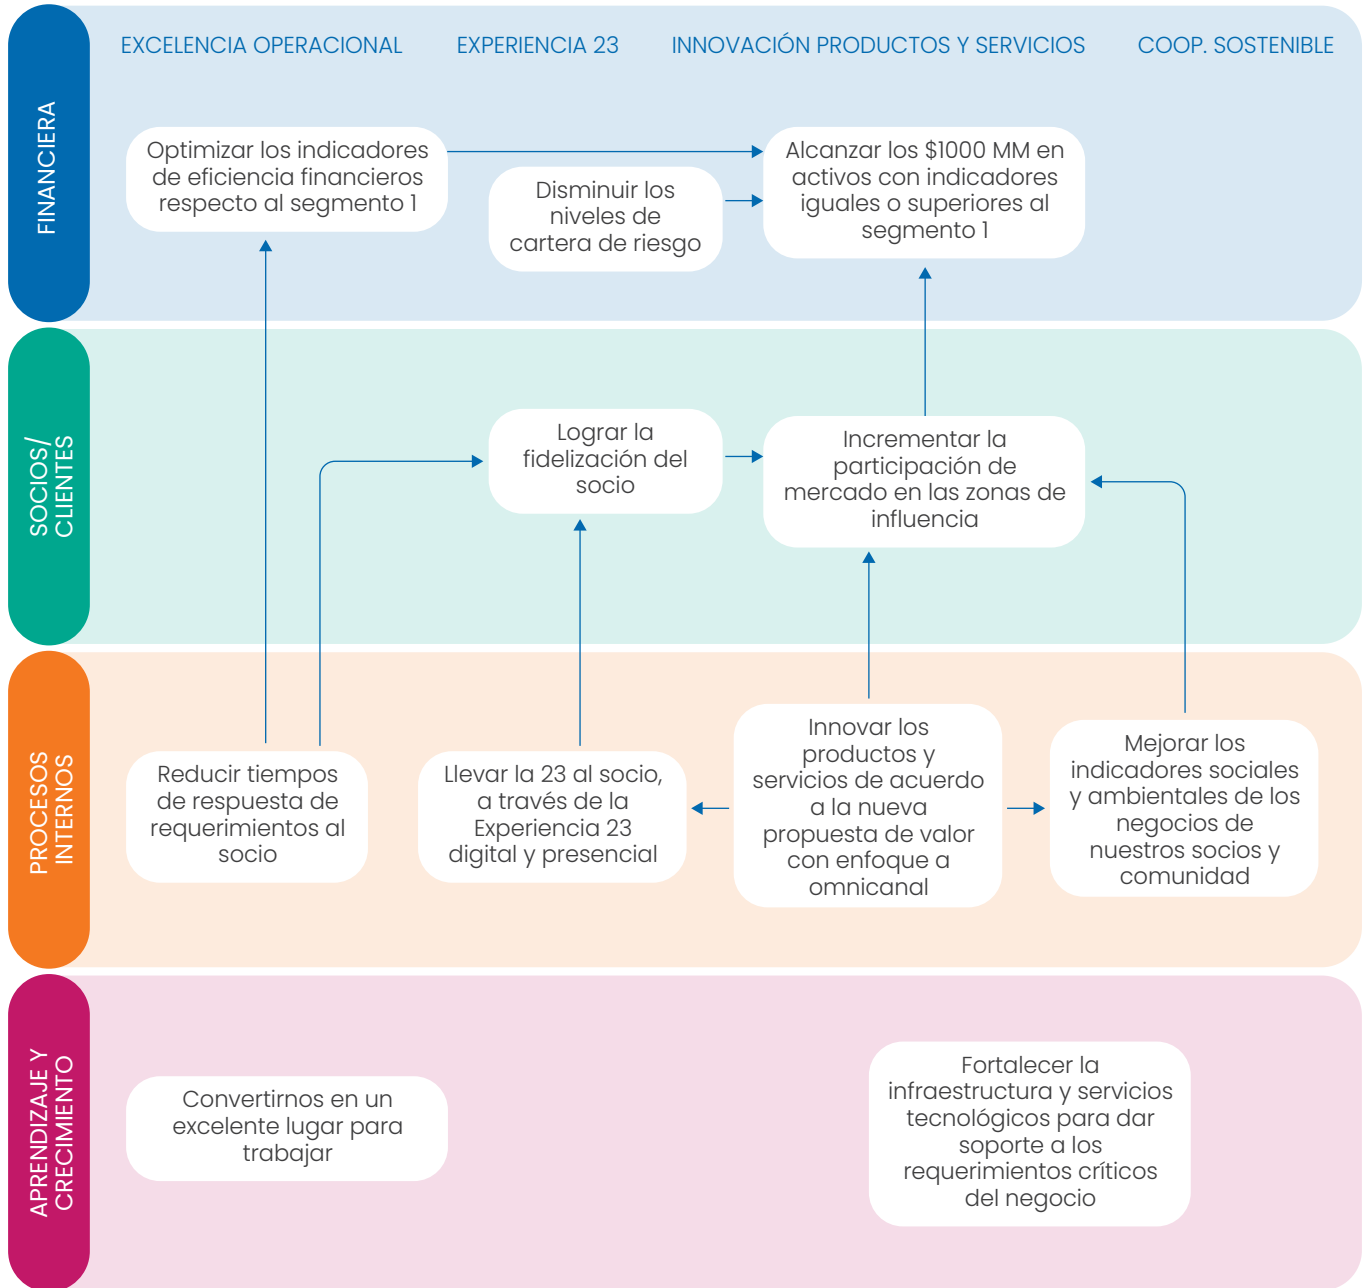 EXCELENCIA OPERACIONAL
EXPERIENCIA 23
INNOVACIÓN PRODUCTOS Y SERVICIOS
COOP. SOSTENIBLE
FINANCIERA
Optimizar los indicadores
de eficiencia financieros
respecto al segmento 1
Disminuir los
niveles de
cartera de riesgo
Alcanzar los $1000 MM en
activos con indicadores
iguales o superiores al
segmento 1
SOCIOS/
CLIENTES
Lograr la
fidelización del
socio
Incrementar la
participación de
mercado en las zonas de
influencia
PROCESOS
INTERNOS
Reducir tiempos
de respuesta de
requerimientos al
socio
Llevar la 23 al socio,
a través de la
Experiencia 23
digital y presencial
Innovar los
productos y
servicios de acuerdo
a la nueva
propuesta de valor
con enfoque a
omnicanal
Mejorar los
indicadores sociales
y ambientales de los
negocios de
nuestros socios y
comunidad
APRENDIZAJE Y
CRECIMIENTO
Convertirnos en un
excelente lugar para
trabajar
Fortalecer la
infraestructura y servicios
tecnológicos para dar
soporte a los
requerimientos críticos
del negocio